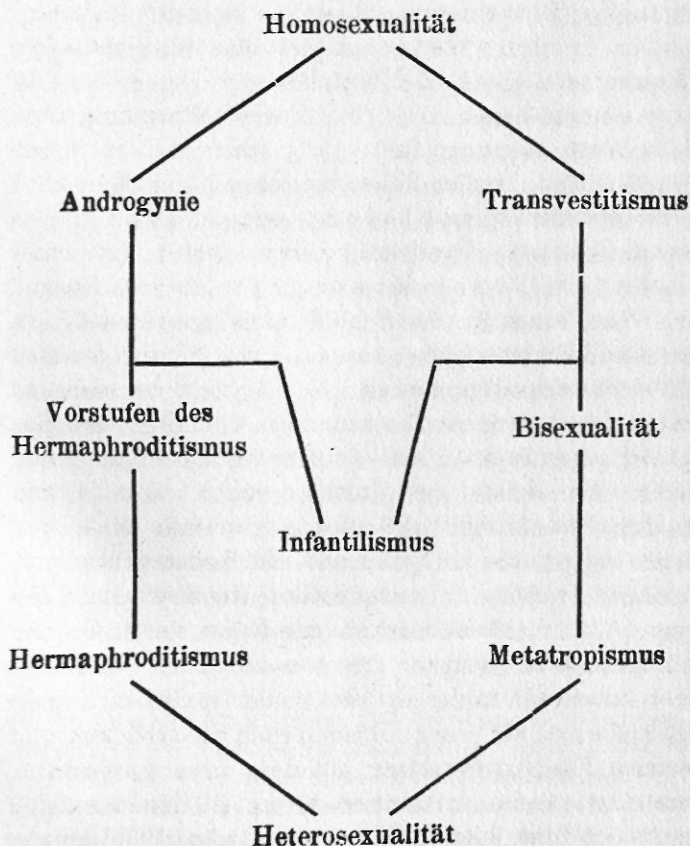 Homosexualität
Androgynie
Transvestitismus
Vorstufen des
Hermaphroditismus
Bisexualität
Infantilismus
Hermaphroditismus
Metatropismus
Heterosexualität